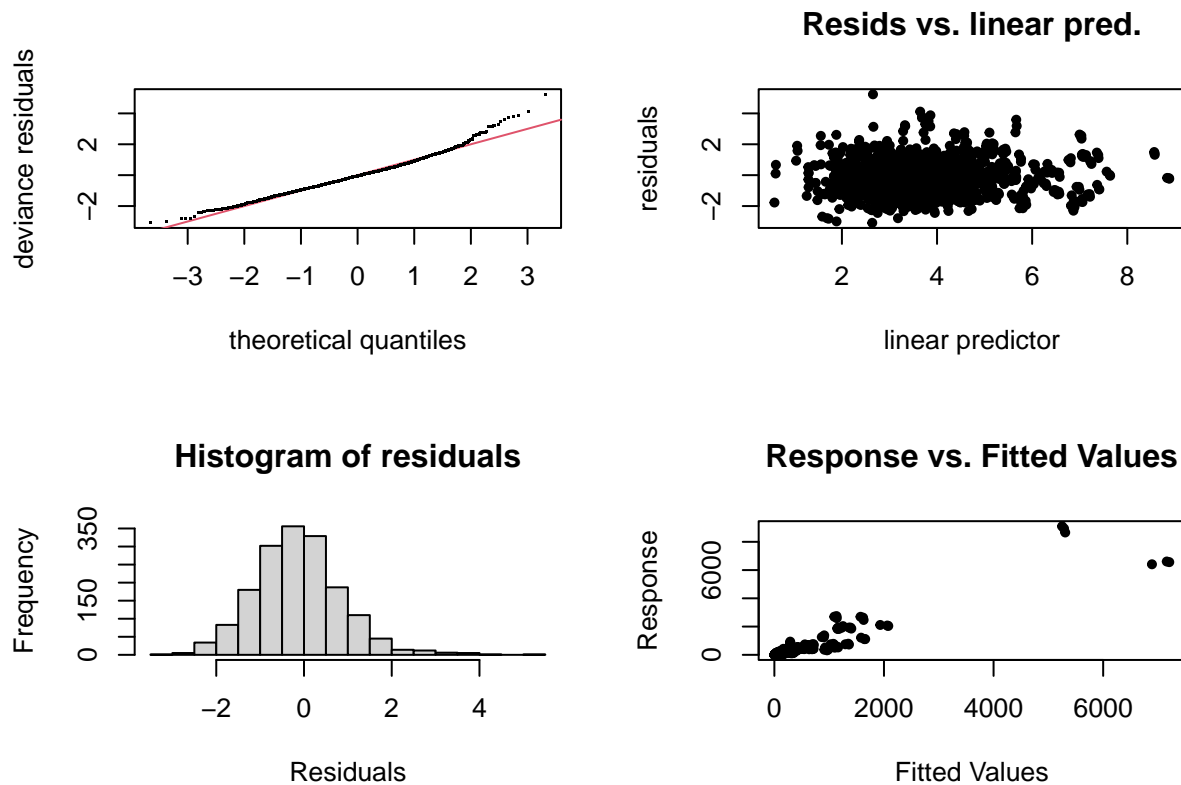 deviance residuals
2
−2
−3 −2 −1 0 1 2 3
theoretical quantiles
Resids vs. linear pred.
residuals
2
−2
2 4 6 8
linear predictor
Histogram of residuals
Frequency
350
150
0
−2 0 2 4
Residuals
Response vs. Fitted Values
Response
6000
0
0 2000 4000 6000
Fitted Values